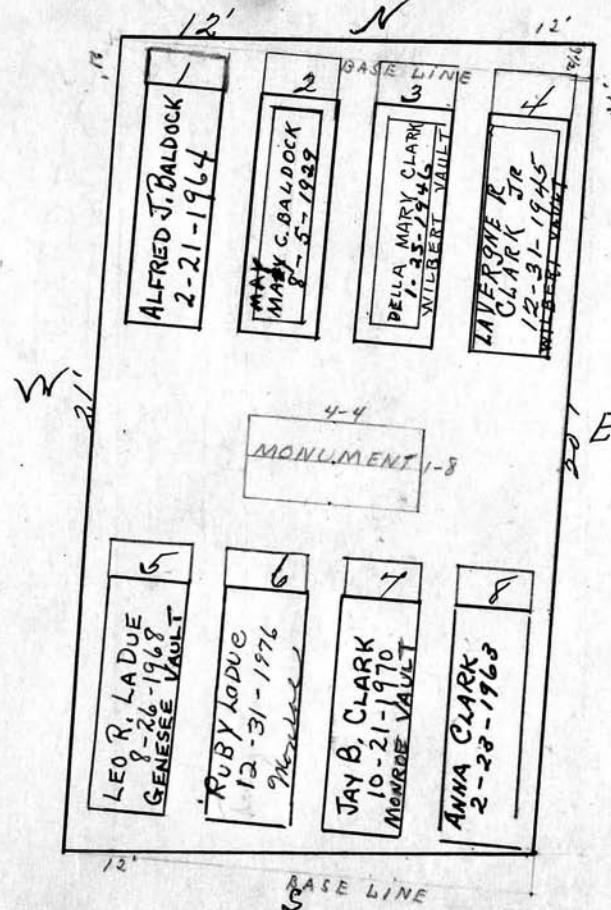 12' N 12'
BASE LINE
1
ALFRED J. BALDOCK
2-21-1964
2
MAY
MARY C. BALDOCK
8-5-1929
3
DELLA MARY CLARK
1-25-1946
WILBERT VAULT
4
LAVERGNE R
CLARK JR
12-31-1945
WILBERT VAULT
W
21'
E
20'
4-4
MONUMENT 1-8
5
LEO R. LADUE
8-26-1968
GENESEE VAULT
6
RUBY LADUE
12-31-1976
Monroe
7
JAY B. CLARK
10-21-1970
MONROE VAULT
8
ANNA CLARK
2-28-1963
12'
BASE LINE
S